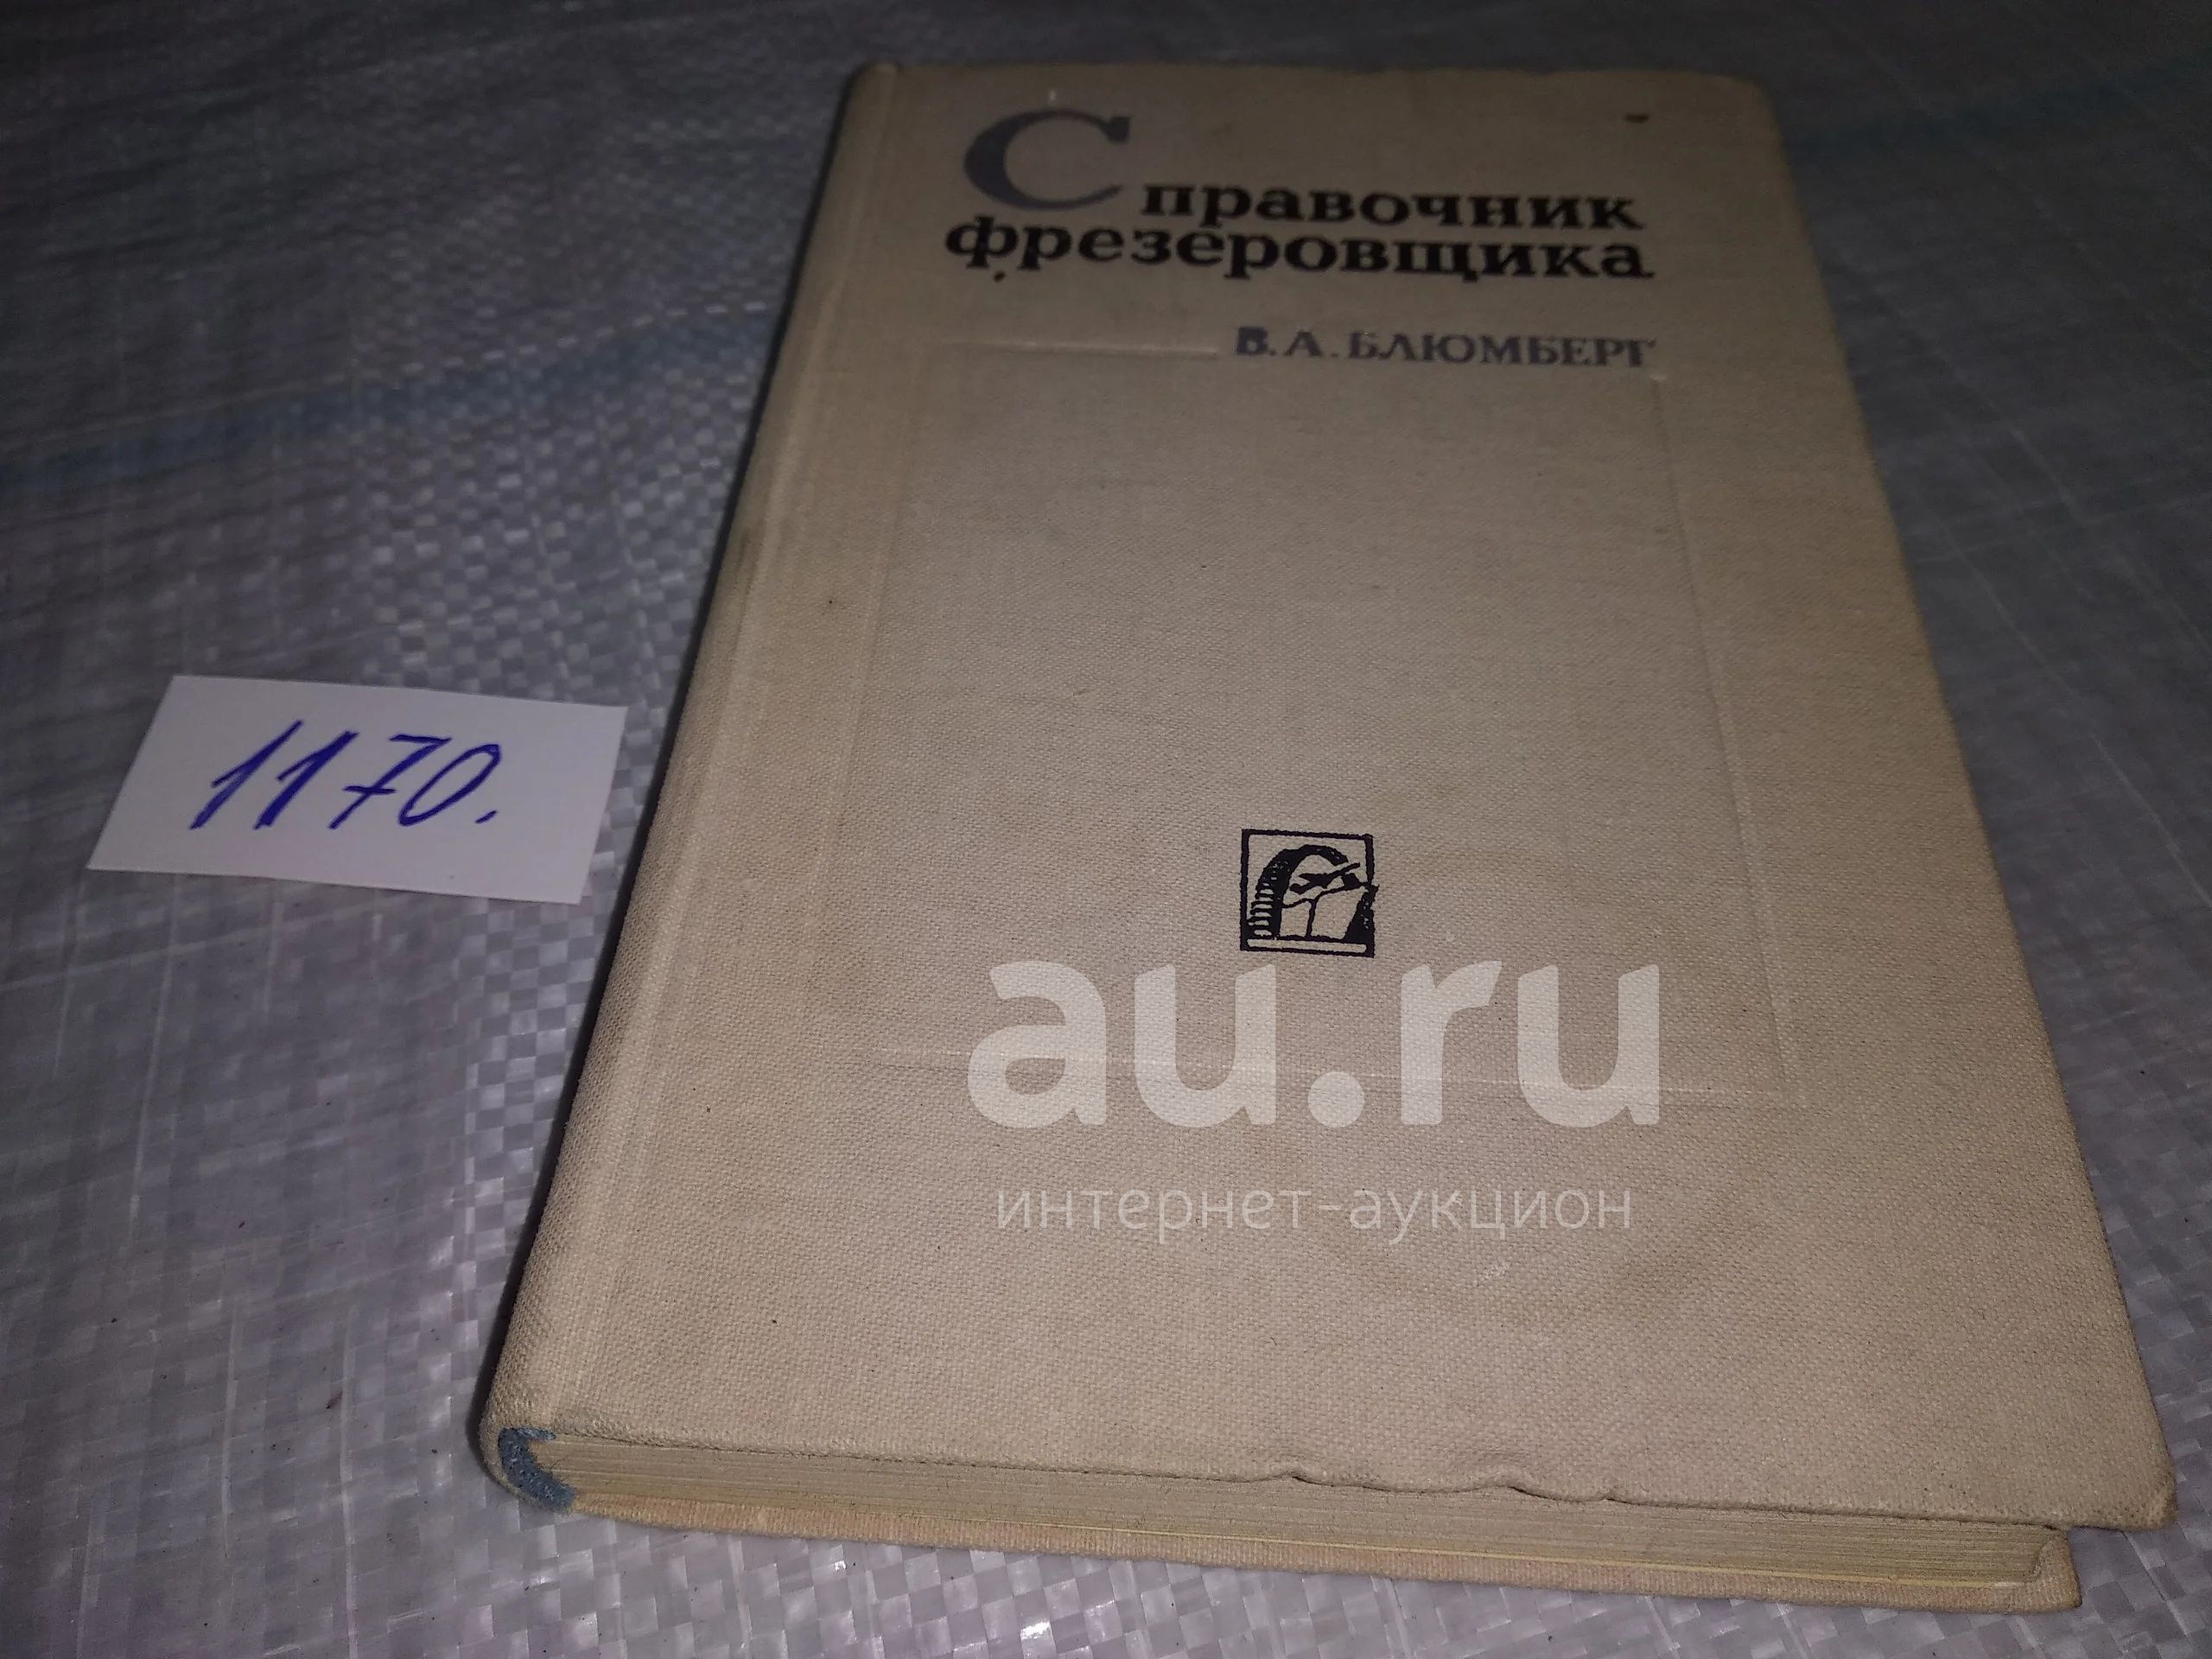 Справочник
фрезеровщика
В.А.БЛЮМБЕРГ
1170.
au.ru
интернет-аукцион